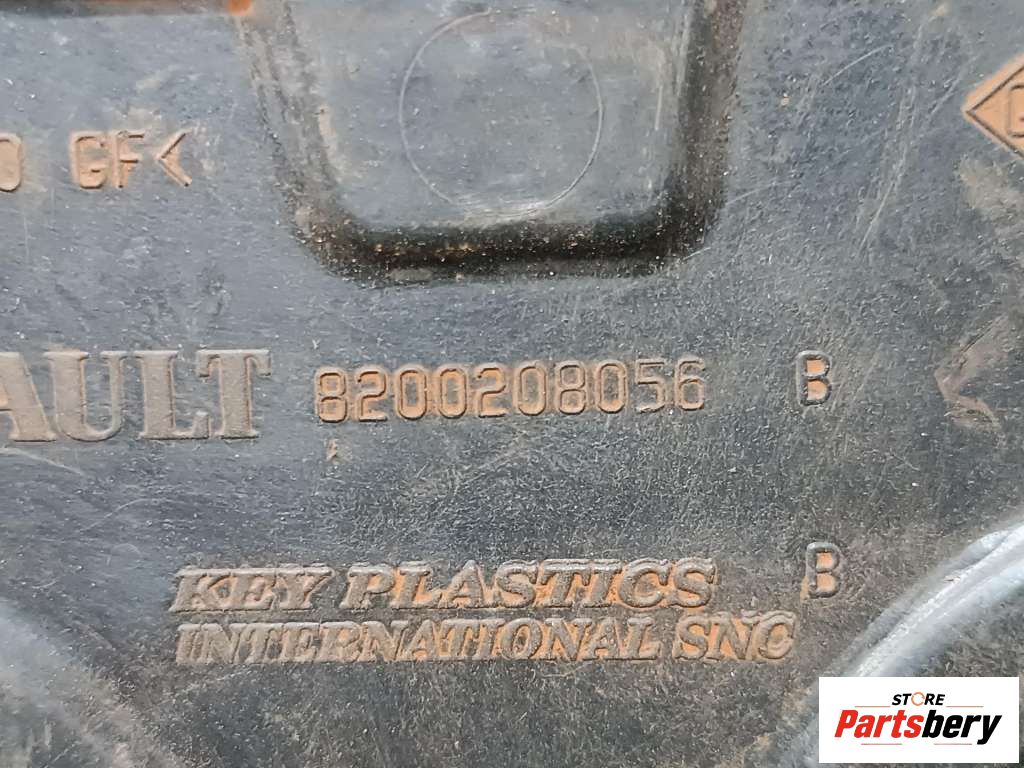 GF<
AULT 8200208056 B
B
KEY PLASTICS
INTERNATIONAL SNC
STORE
Partsbery